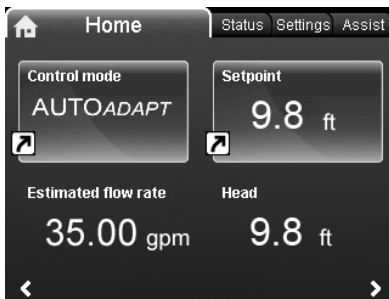 Home Status Settings Assist
Control mode Setpoint
AUTOADAPT 9.8 ft
Estimated flow rate Head
35.00 gpm 9.8 ft